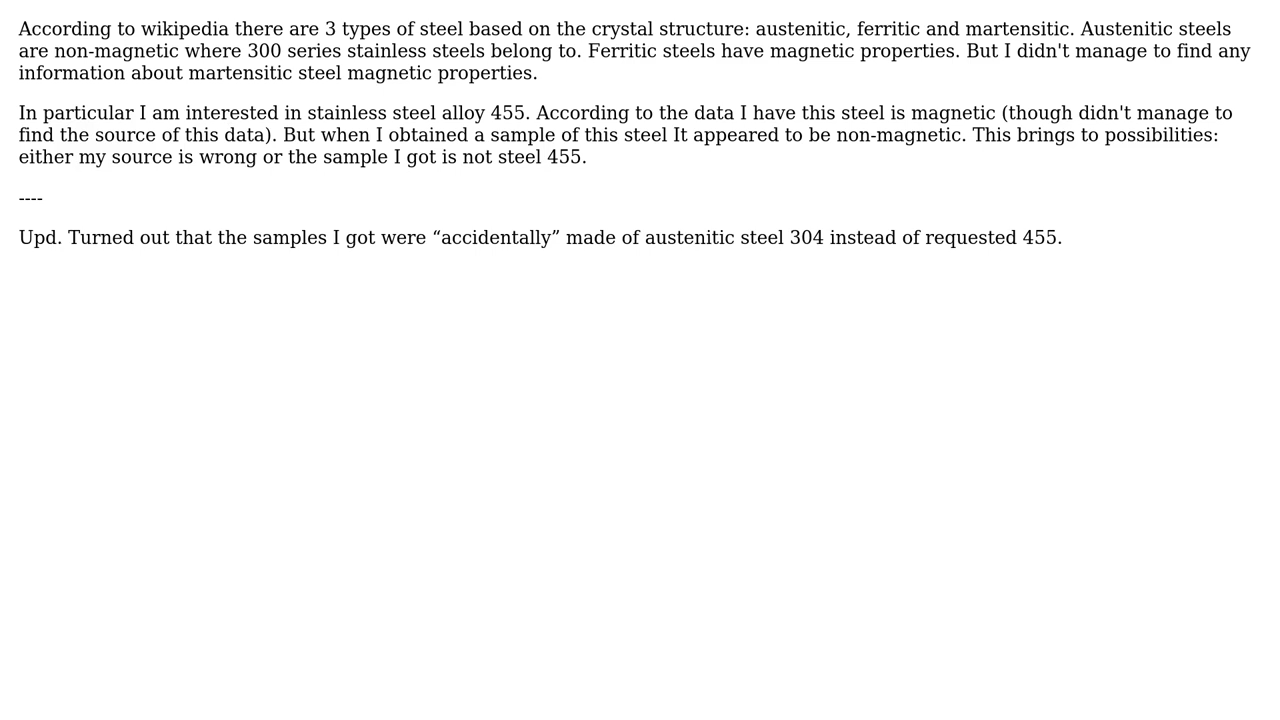 According to wikipedia there are 3 types of steel based on the crystal structure: austenitic, ferritic and martensitic. Austenitic steels
are non-magnetic where 300 series stainless steels belong to. Ferritic steels have magnetic properties. But I didn't manage to find any
information about martensitic steel magnetic properties.
In particular I am interested in stainless steel alloy 455. According to the data I have this steel is magnetic (though didn't manage to
find the source of this data). But when I obtained a sample of this steel It appeared to be non-magnetic. This brings to possibilities:
either my source is wrong or the sample I got is not steel 455.
----
Upd. Turned out that the samples I got were “accidentally” made of austenitic steel 304 instead of requested 455.